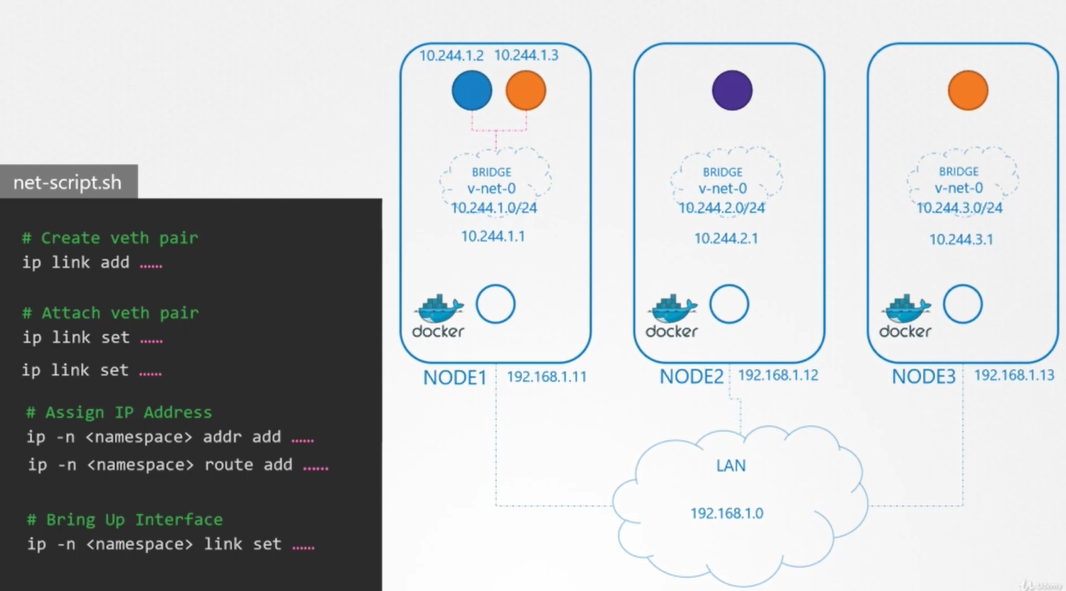 net-script.sh
# Create veth pair
ip link add ......
# Attach veth pair
ip link set ......
ip link set ......
# Assign IP Address
ip -n <namespace> addr add ......
ip -n <namespace> route add ......
# Bring Up Interface
ip -n <namespace> link set ......
10.244.1.2 10.244.1.3
BRIDGE
v-net-0
10.244.1.0/24
10.244.1.1
docker
NODE1 192.168.1.11
BRIDGE
v-net-0
10.244.2.0/24
10.244.2.1
docker
NODE2 192.168.1.12
BRIDGE
v-net-0
10.244.3.0/24
10.244.3.1
docker
NODE3 192.168.1.13
LAN
192.168.1.0
Udemy